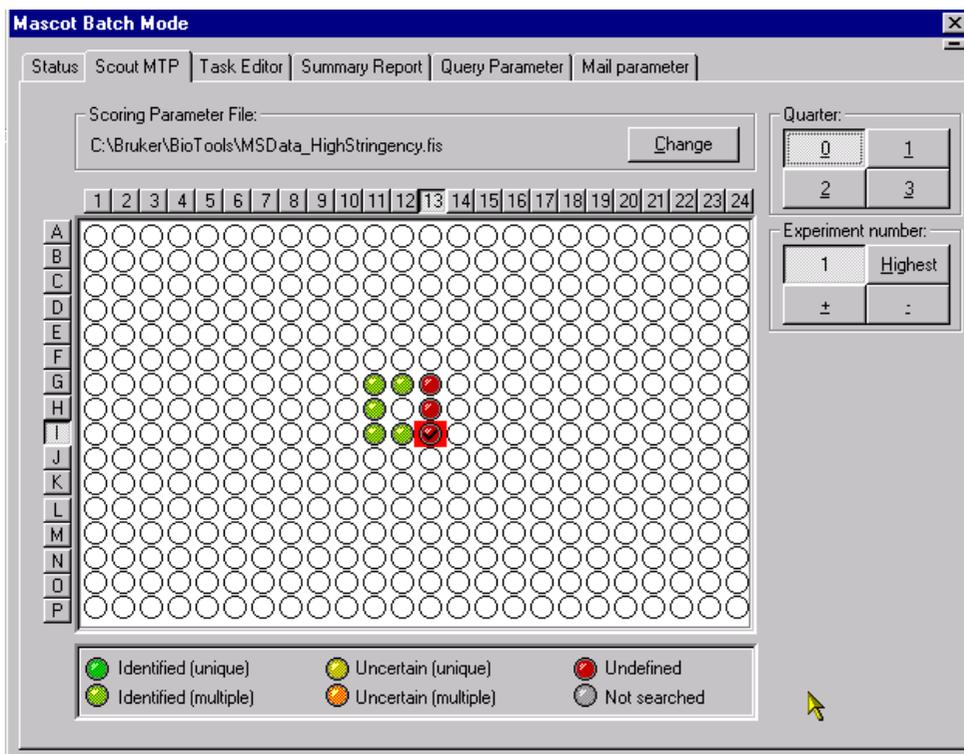 Mascot Batch Mode
Status Scout MTP Task Editor Summary Report Query Parameter Mail parameter
Scoring Parameter File:
C:\Bruker\BioTools\MSData_HighStringency.fis Change
Quarter:
0 1
2 3
Experiment number:
1 Highest
+ -
1 2 3 4 5 6 7 8 9 10 11 12 13 14 15 16 17 18 19 20 21 22 23 24
A
B
C
D
E
F
G
H
I
J
K
L
M
N
O
P
Identified (unique) Uncertain (unique) Undefined
Identified (multiple) Uncertain (multiple) Not searched